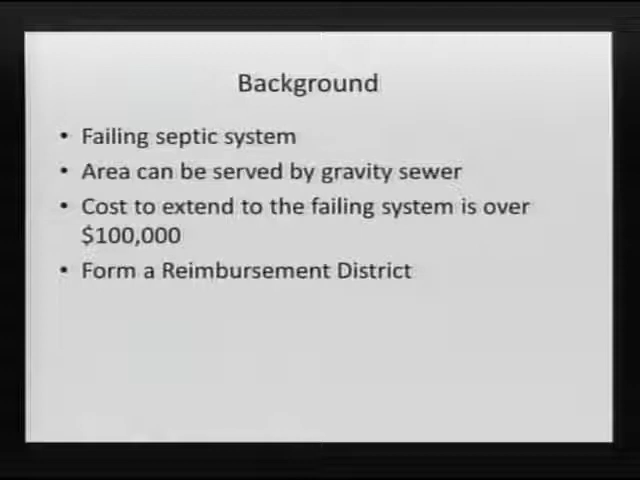 Background
• Failing septic system
• Area can be served by gravity sewer
• Cost to extend to the failing system is over
$100,000
• Form a Reimbursement District